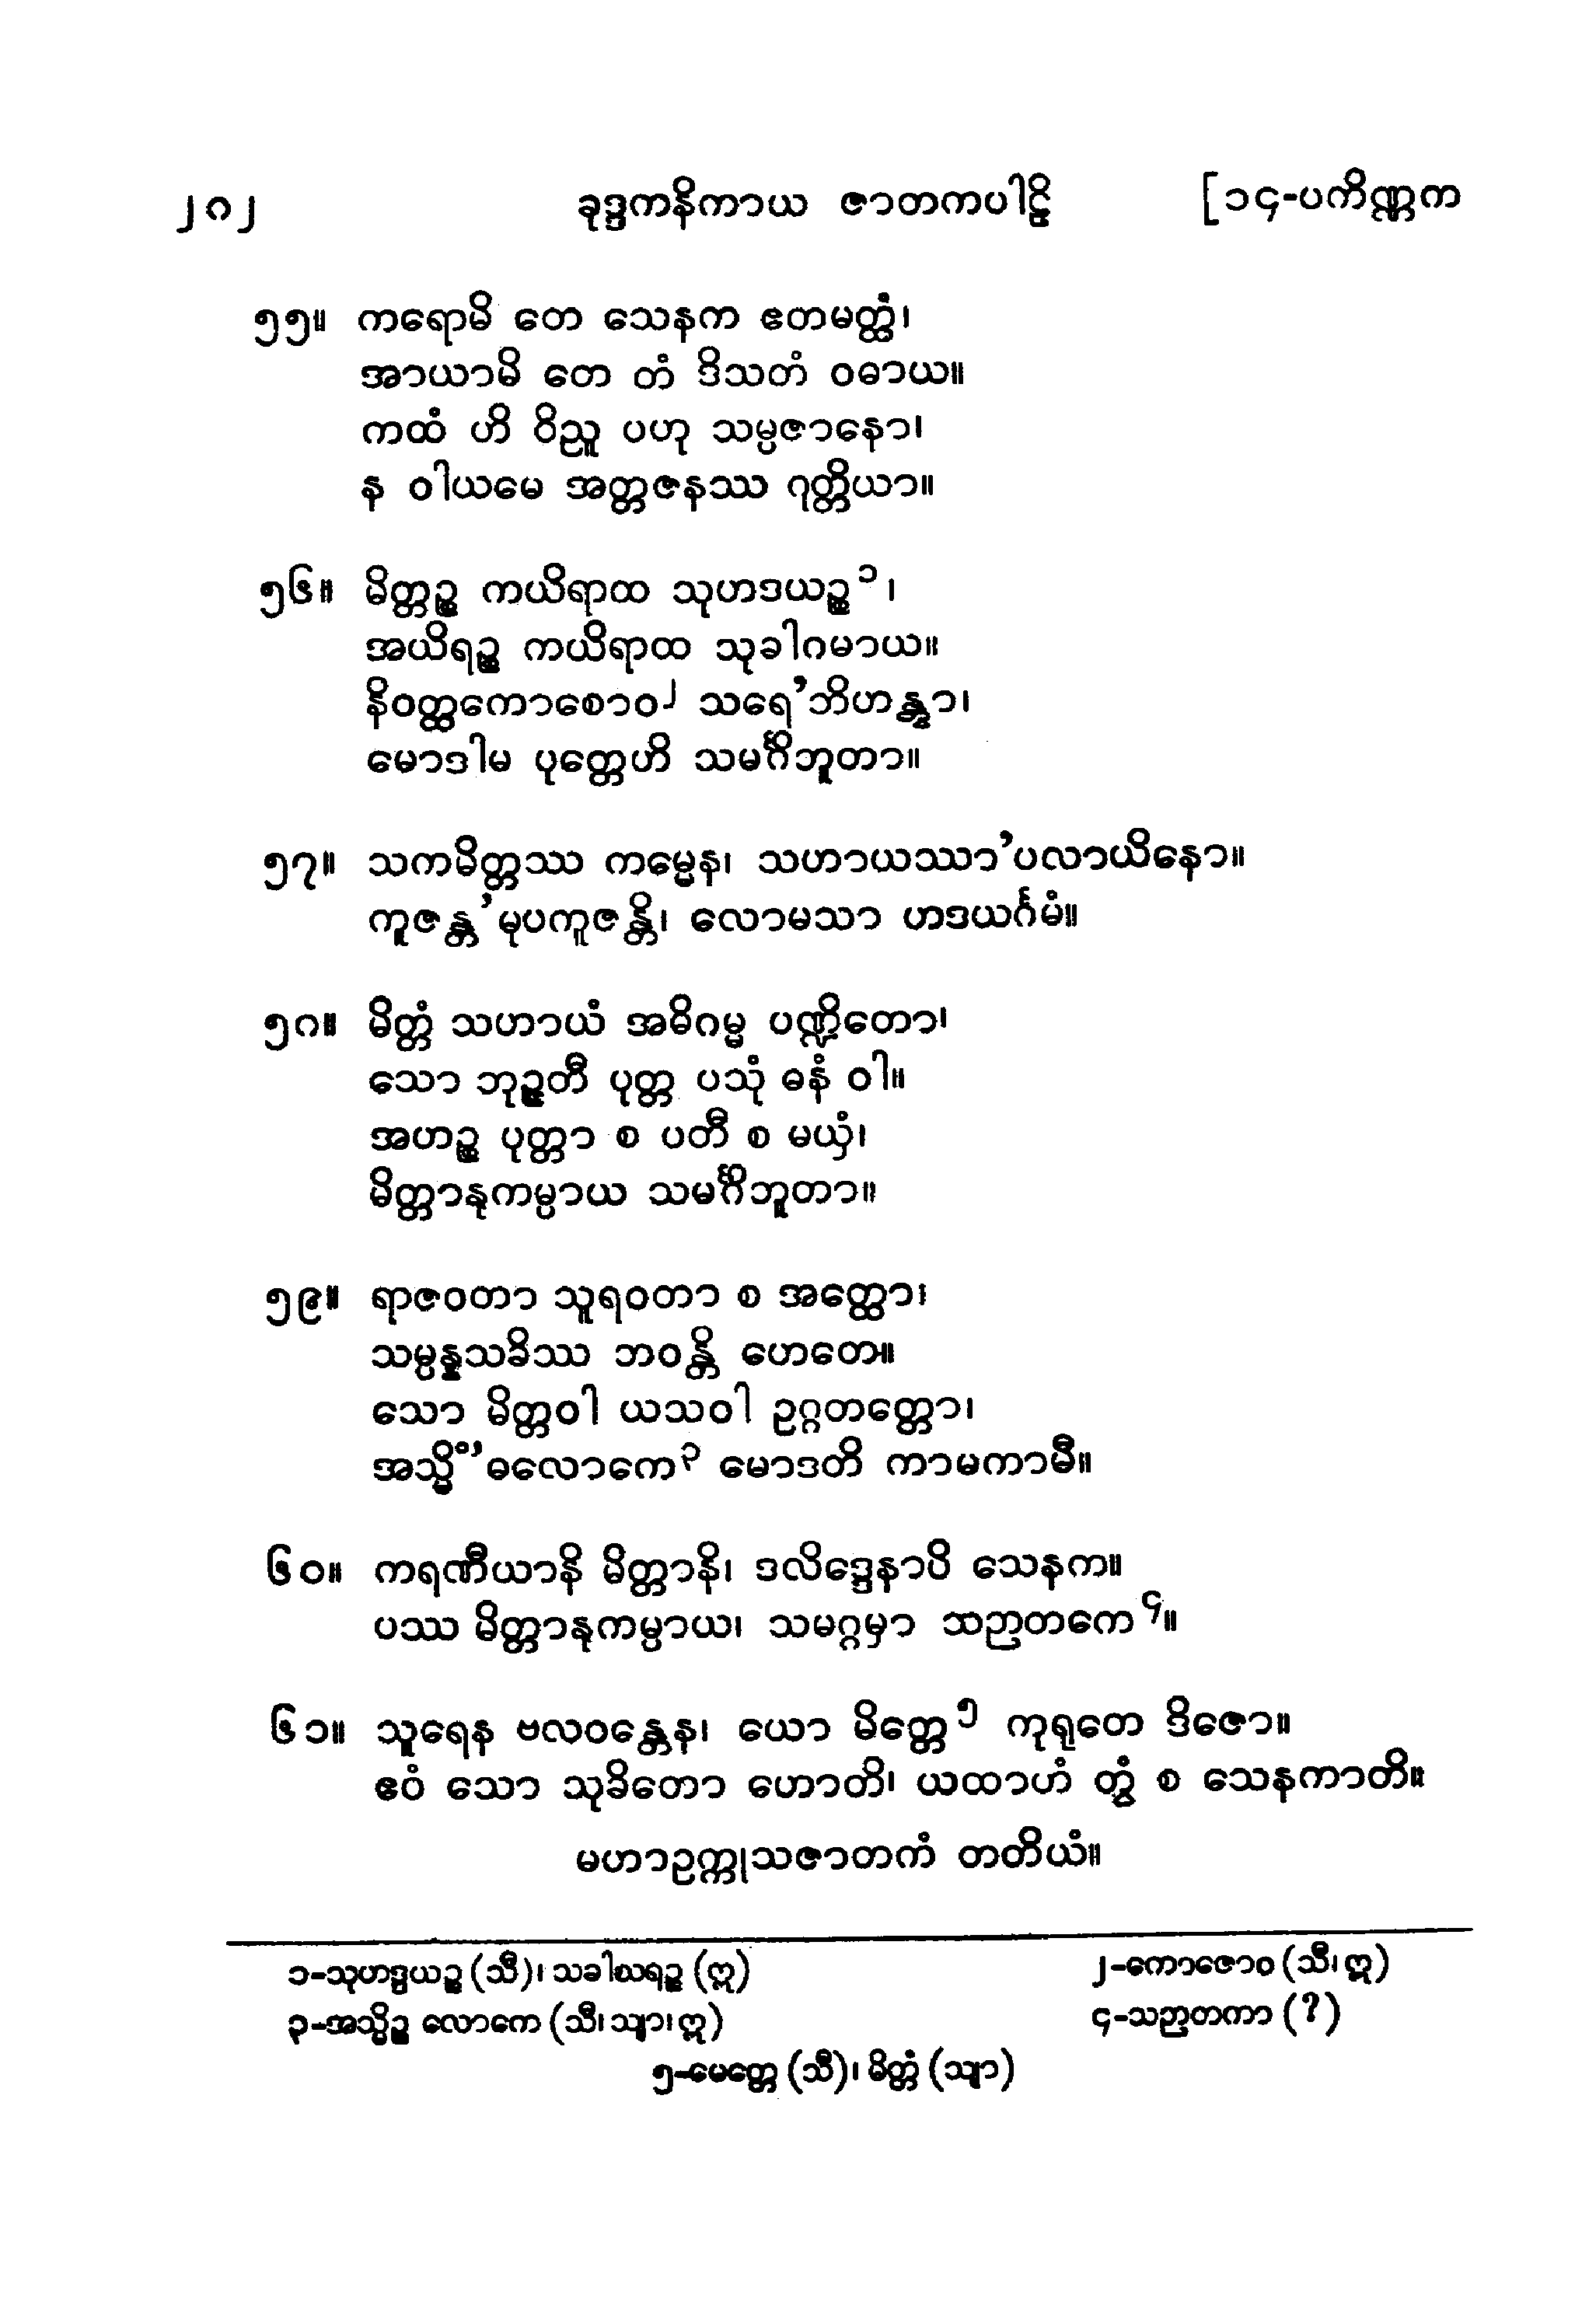 ၂၈၂ ခုဒ္ဒကနိကာယ ဇာတကပါဠိ [၁၄-ပကိဏ္ဏက
၅၅။ ကရောမိ တေ သေနက ဧတမတ္ထံ၊
အာယာမိ တေ တံ ဒိသတံ ဝဓာယ။
ကထံ ဟိ ဝိညူ ပဟု သမ္ပဇာနော၊
န ဝါယမေ အတ္တဇနဿ ဂုတ္တိယာ။
၅၆။ မိတ္တဉ္စ ကယိရာထ သုဟဒယဉ္စ၁၊
အယိရဉ္စ ကယိရာထ သုခါဂမာယ။
နိဝတ္ထကောစောဝ၂ သရေ’ဘိဟန္တွာ၊
မောဒါမ ပုတ္တေဟိ သမင်္ဂိဘူတာ။
၅၇။ သကမိတ္တဿ ကမ္မေန၊ သဟာယဿာ’ပလာယိနော။
ကူဇန္တ’မုပကူဇန္တိ၊ လောမသာ ဟဒယင်္ဂမံ။
၅၈။ မိတ္တံ သဟာယံ အဓိဂမ္မ ပဏ္ဍိတော၊
သော ဘုဉ္ဇတီ ပုတ္တ ပသုံ ဓနံ ဝါ။
အဟဉ္စ ပုတ္တာ စ ပတီ စ မယှံ၊
မိတ္တာနုကမ္ပာယ သမင်္ဂိဘူတာ။
၅၉။ ရာဇဝတာ သူရဝတာ စ အတ္ထော၊
သမ္ပန္နသခိဿ ဘဝန္တိ ဟေတေ။
သော မိတ္တဝါ ယသဝါ ဥဂ္ဂတတ္တော၊
အသ္မိံ’ဓလောကေ၃ မောဒတိ ကာမကာမီ။
၆၀။ ကရဏီယာနိ မိတ္တာနိ၊ ဒလိဒ္ဒေနာပိ သေနက။
ပဿ မိတ္တာနုကမ္ပာယ၊ သမဂ္ဂမှာ သဉာတကေ၄။
၆၁။ သူရေန ဗလဝန္တေန၊ ယော မိတ္တေ၅ ကုရုတေ ဒိဇော။
ဧဝံ သော သုခိတော ဟောတိ၊ ယထာဟံ တွံ စ သေနကာတိ။
မဟာဥက္ကုသဇာတကံ တတိယံ။
၁-သုဟဒ္ဒယဉ္စ (သီ)၊ သခါဃရဉ္စ (ဣ) ၂-ကောဇောဝ (သီ၊ ဣ)
၃-အသ္မိဉ္စ လောကေ (သီ၊ သျာ၊ ဣ) ၄-သဉာတကာ (?)
၅-မေတ္တေ (သီ)၊ မိတ္တံ (သျာ)